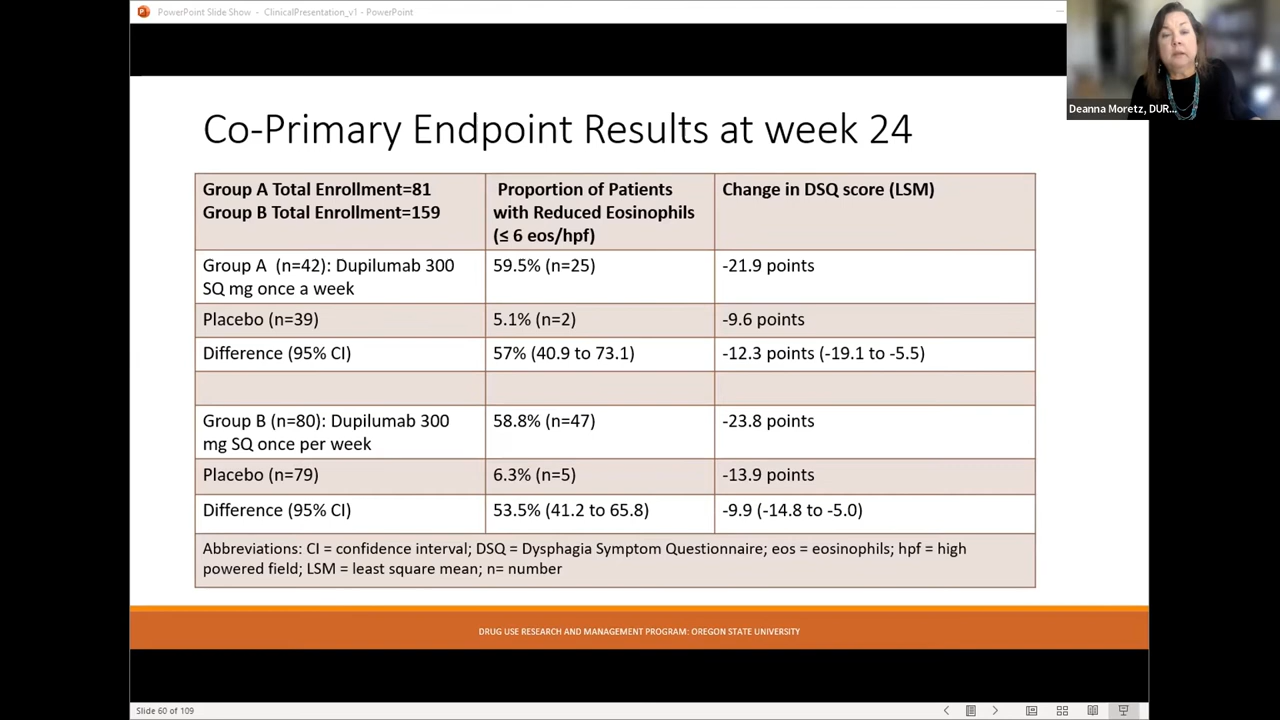 PowerPoint Slide Show - ClinicalPresentation_v1 - PowerPoint
Deanna Moretz, DUR...
Co-Primary Endpoint Results at week 24
Group A Total Enrollment=81
Group B Total Enrollment=159
Proportion of Patients
with Reduced Eosinophils
(≤ 6 eos/hpf)
Change in DSQ score (LSM)
Group A (n=42): Dupilumab 300
SQ mg once a week
59.5% (n=25)
-21.9 points
Placebo (n=39)
5.1% (n=2)
-9.6 points
Difference (95% CI)
57% (40.9 to 73.1)
-12.3 points (-19.1 to -5.5)
Group B (n=80): Dupilumab 300
mg SQ once per week
58.8% (n=47)
-23.8 points
Placebo (n=79)
6.3% (n=5)
-13.9 points
Difference (95% CI)
53.5% (41.2 to 65.8)
-9.9 (-14.8 to -5.0)
Abbreviations: CI = confidence interval; DSQ = Dysphagia Symptom Questionnaire; eos = eosinophils; hpf = high
powered field; LSM = least square mean; n= number
DRUG USE RESEARCH AND MANAGEMENT PROGRAM: OREGON STATE UNIVERSITY
Slide 60 of 109